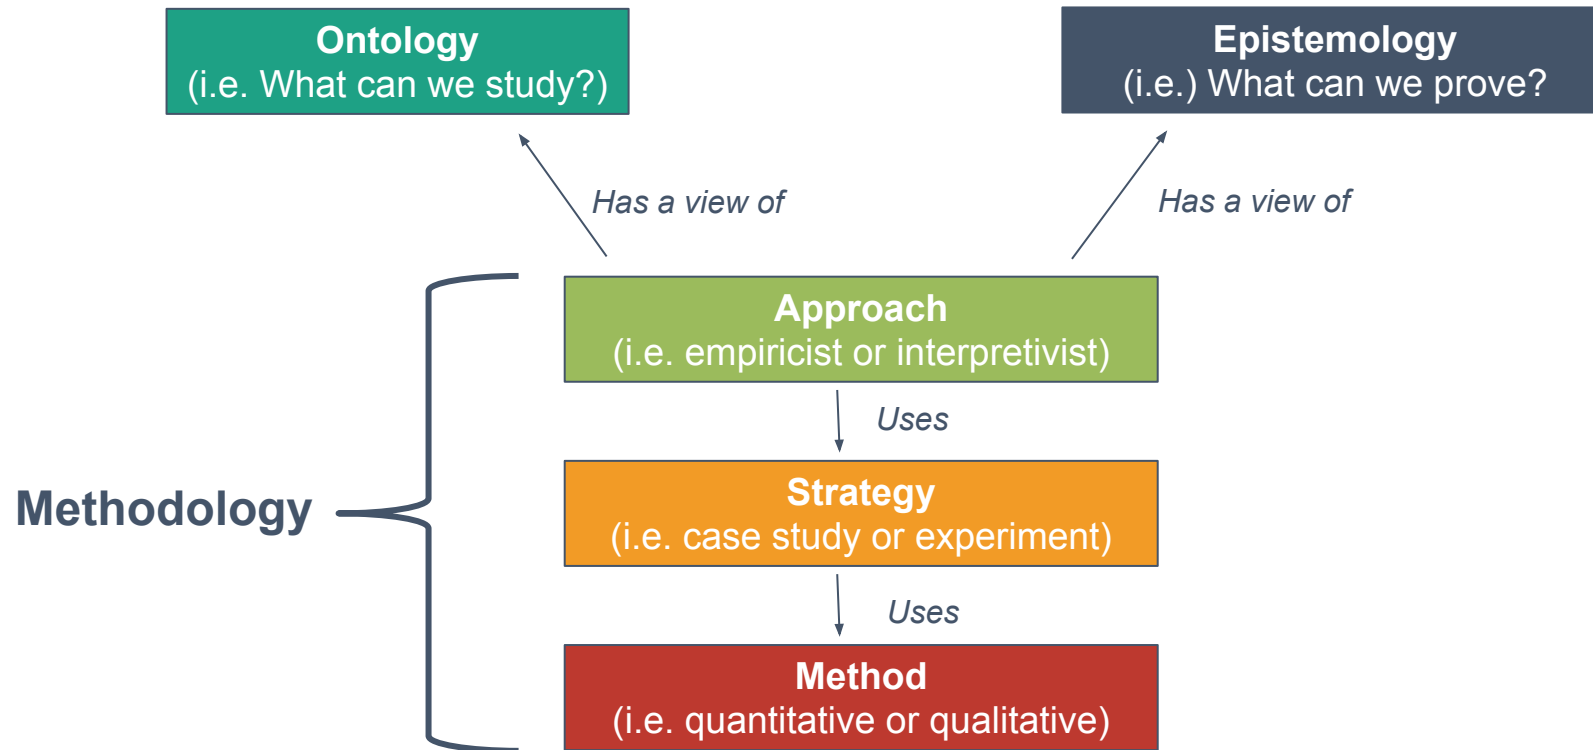 Ontology
(i.e. What can we study?)
Epistemology
(i.e.) What can we prove?
Has a view of
Has a view of
Approach
(i.e. empiricist or interpretivist)
Uses
Methodology
Strategy
(i.e. case study or experiment)
Uses
Method
(i.e. quantitative or qualitative)